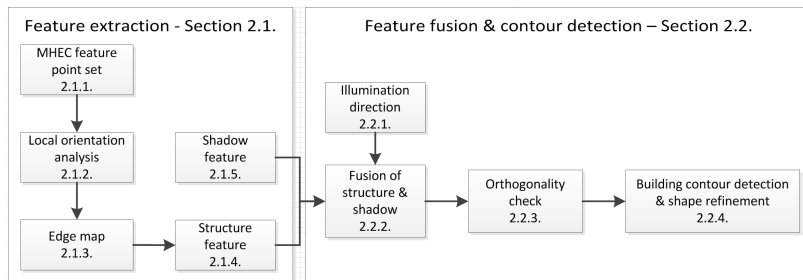 Feature extraction - Section 2.1.
MHEC feature
point set
2.1.1.
Local orientation
analysis
2.1.2.
Edge map
2.1.3.
Shadow
feature
2.1.5.
Structure
feature
2.1.4.
Feature fusion & contour detection – Section 2.2.
Illumination
direction
2.2.1.
Fusion of
structure &
shadow
2.2.2.
Orthogonality
check
2.2.3.
Building contour detection
& shape refinement
2.2.4.